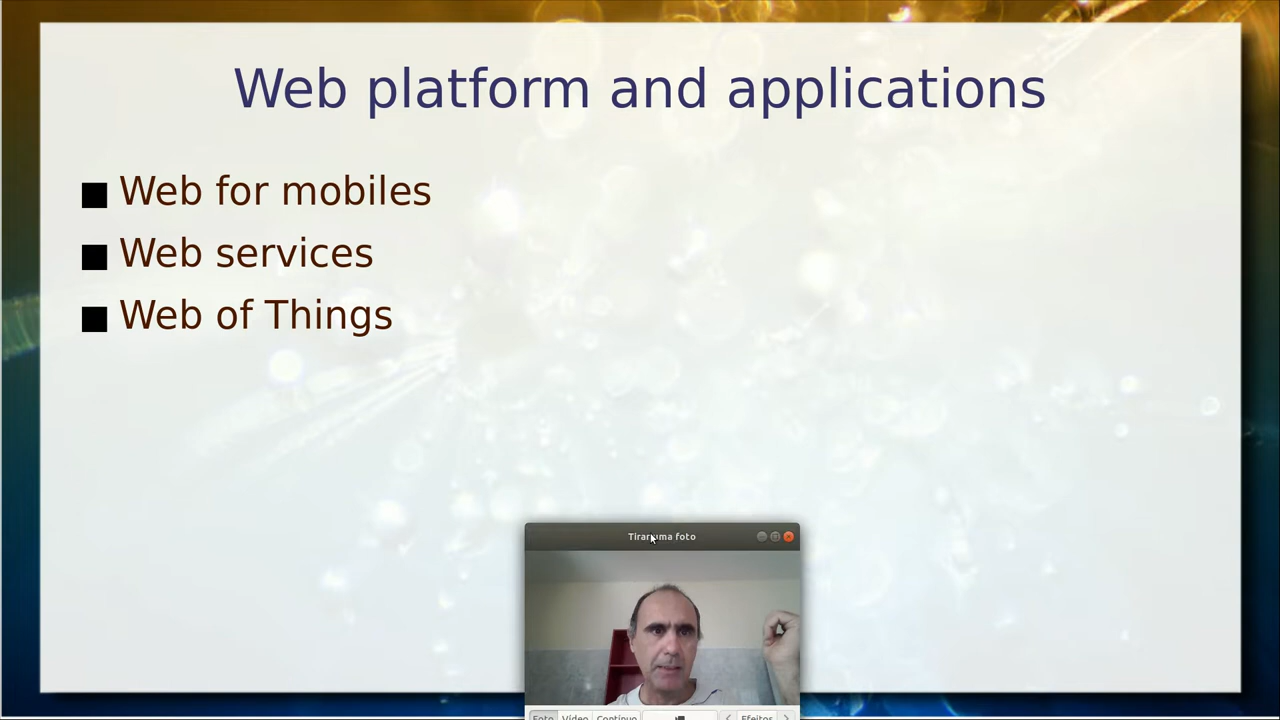 Web platform and applications
Web for mobiles
Web services
Web of Things
Tirar uma foto
Foto Vídeo Contínuo Efeitos